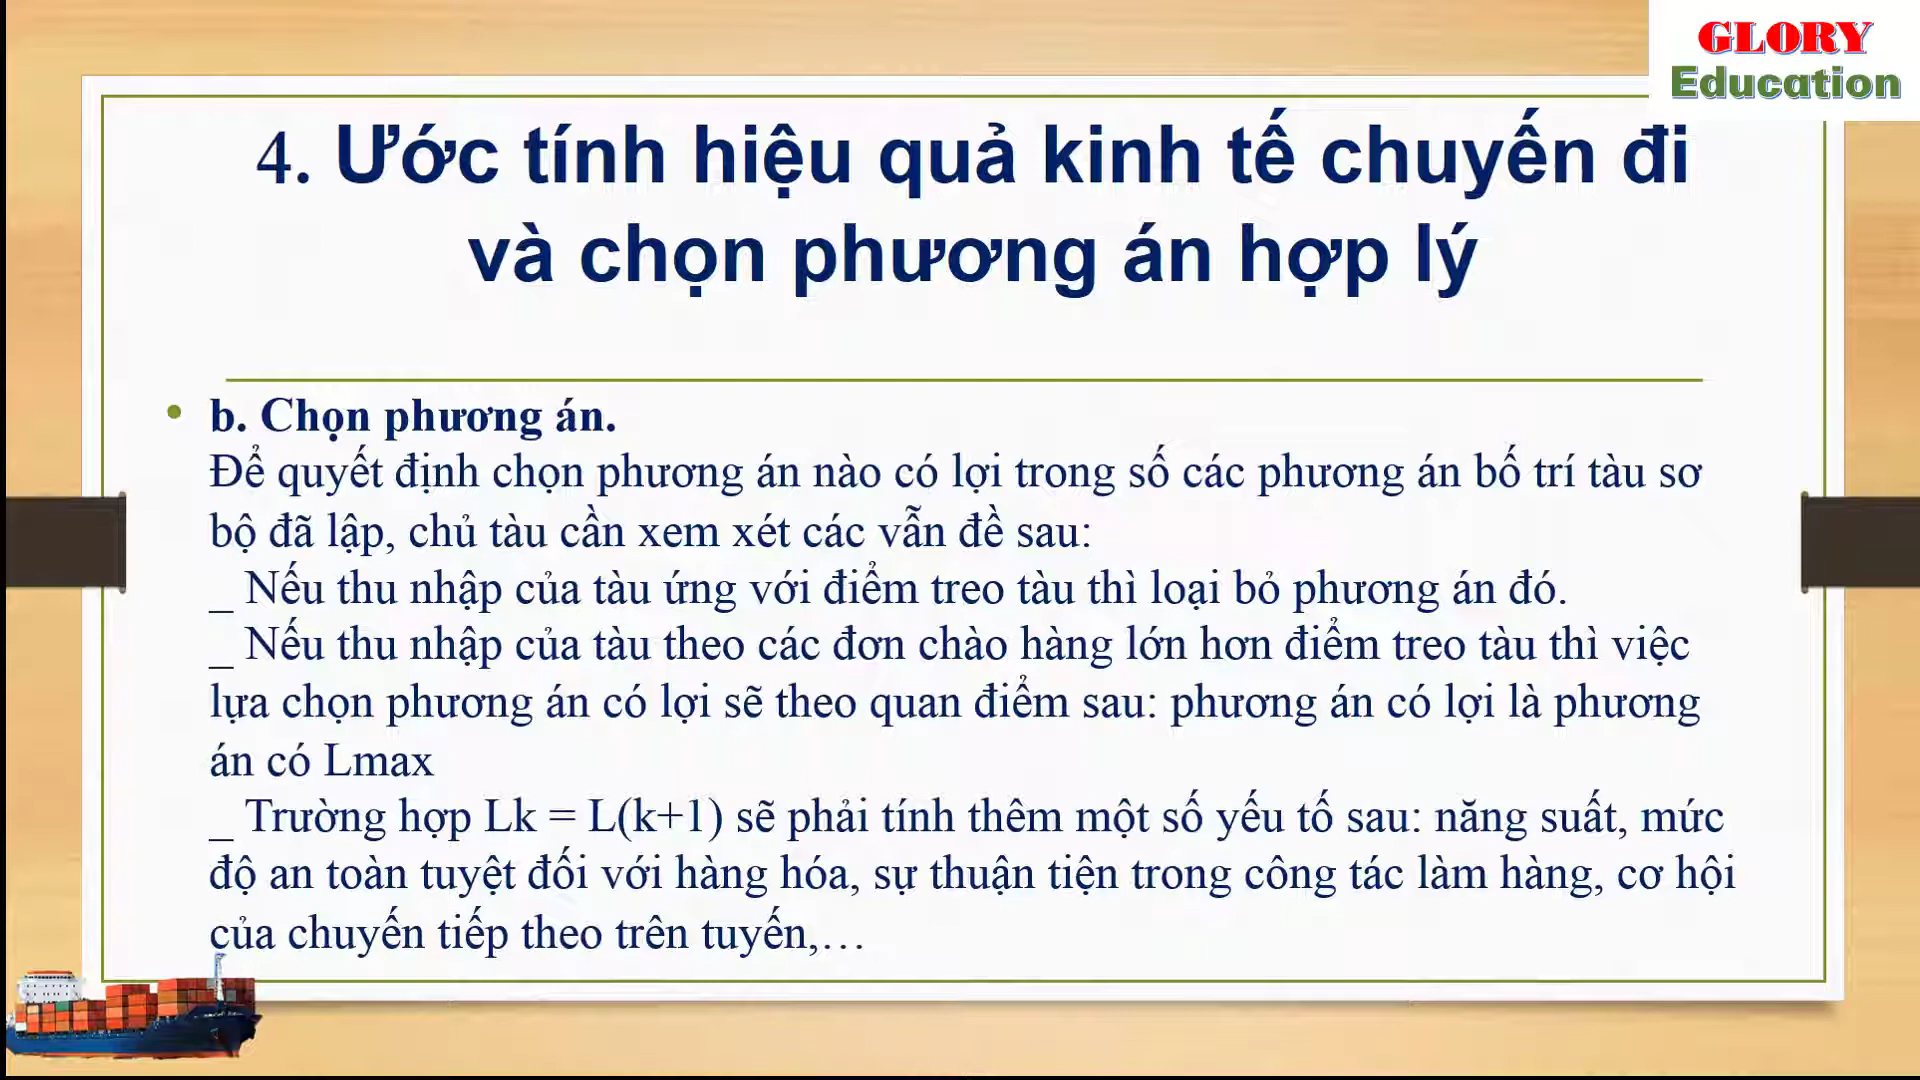 GLORY
Education
4. Ước tính hiệu quả kinh tế chuyến đi
và chọn phương án hợp lý
• b. Chọn phương án.
Để quyết định chọn phương án nào có lợi trong số các phương án bố trí tàu sơ
bộ đã lập, chủ tàu cần xem xét các vẫn đề sau:
_ Nếu thu nhập của tàu ứng với điểm treo tàu thì loại bỏ phương án đó.
_ Nếu thu nhập của tàu theo các đơn chào hàng lớn hơn điểm treo tàu thì việc
lựa chọn phương án có lợi sẽ theo quan điểm sau: phương án có lợi là phương
án có Lmax
_ Trường hợp Lk = L(k+1) sẽ phải tính thêm một số yếu tố sau: năng suất, mức
độ an toàn tuyệt đối với hàng hóa, sự thuận tiện trong công tác làm hàng, cơ hội
của chuyến tiếp theo trên tuyến,…